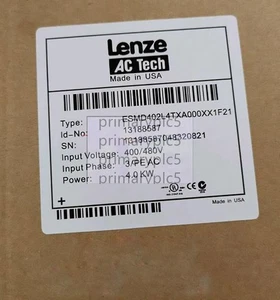 Lenze
AC Tech
Made in USA
Type: ESMD402L4TXA000XX1F21
Id-No: 13188587
SN:
Input Voltage: 400/480V
Input Phase: 3/PE AC
Power: 4.0 KW
primaryplc5
primaryplc5
primaryplc5
primaryplc5